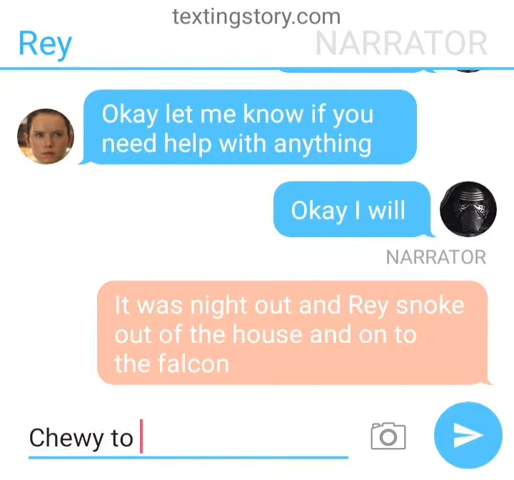 textingstory.com
Rey NARRATOR
Okay let me know if you
need help with anything
Okay I will
NARRATOR
It was night out and Rey snoke
out of the house and on to
the falcon
Chewy to